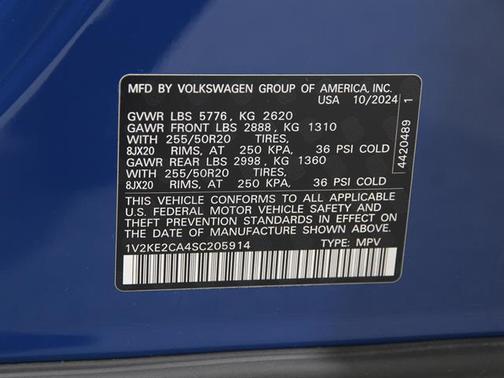 MFD BY VOLKSWAGEN GROUP OF AMERICA, INC.
USA 10/2024
GVWR LBS 5776, KG 2620
GAWR FRONT LBS 2888, KG 1310
WITH 255/50R20 TIRES,
8JX20 RIMS, AT 250 KPA, 36 PSI COLD
GAWR REAR LBS 2998, KG 1360
WITH 255/50R20 TIRES,
8JX20 RIMS, AT 250 KPA, 36 PSI COLD
THIS VEHICLE CONFORMS TO ALL APPLICABLE
U.S. FEDERAL MOTOR VEHICLE SAFETY AND
THEFT PREVENTION STANDARDS IN EFFECT ON
THE DATE OF MANUFACTURE SHOWN ABOVE.
1V2KE2CA4SC205914 TYPE: MPV
4420489 1